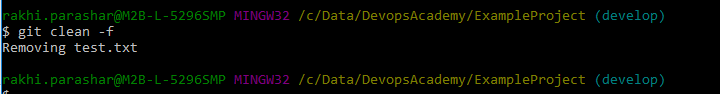 rakhi.parashar@M2B-L-5296SMP MINGW32 /c/Data/DevopsAcademy/ExampleProject (develop)
$ git clean -f
Removing test.txt
rakhi.parashar@M2B-L-5296SMP MINGW32 /c/Data/DevopsAcademy/ExampleProject (develop)
$